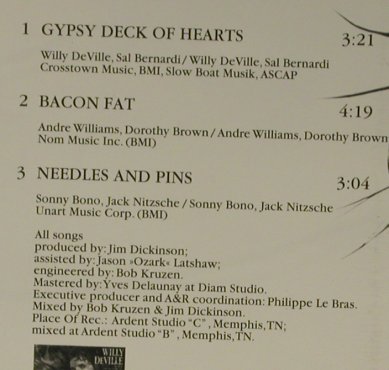 1 GYPSY DECK OF HEARTS 3:21
Willy DeVille, Sal Bernardi / Willy DeVille, Sal Bernardi
Crosstown Music, BMI, Slow Boat Musik, ASCAP
2 BACON FAT 4:19
Andre Williams, Dorothy Brown / Andre Williams, Dorothy Brown
Nom Music Inc. (BMI)
3 NEEDLES AND PINS 3:04
Sonny Bono, Jack Nitzsche / Sonny Bono, Jack Nitzsche
Unart Music Corp. (BMI)
All songs
produced by: Jim Dickinson;
assisted by: Jason »Ozark« Latshaw;
engineered by: Bob Kruzen.
Mastered by: Yves Delaunay at Diam Studio.
Executive producer and A&R coordination: Philippe Le Bras.
Mixed by Bob Kruzen & Jim Dickinson.
Place Of Rec.: Ardent Studio "C" , Memphis,TN;
mixed at Ardent Studio "B" , Memphis,TN.
WILLY
DEVILLE